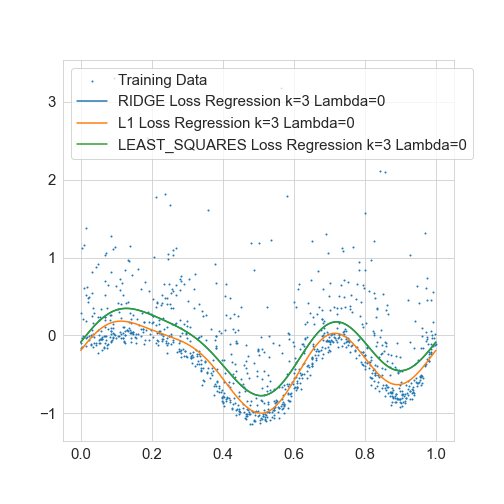 Training Data
RIDGE Loss Regression k=3 Lambda=0
L1 Loss Regression k=3 Lambda=0
LEAST_SQUARES Loss Regression k=3 Lambda=0
3
2
1
0
−1
0.0 0.2 0.4 0.6 0.8 1.0